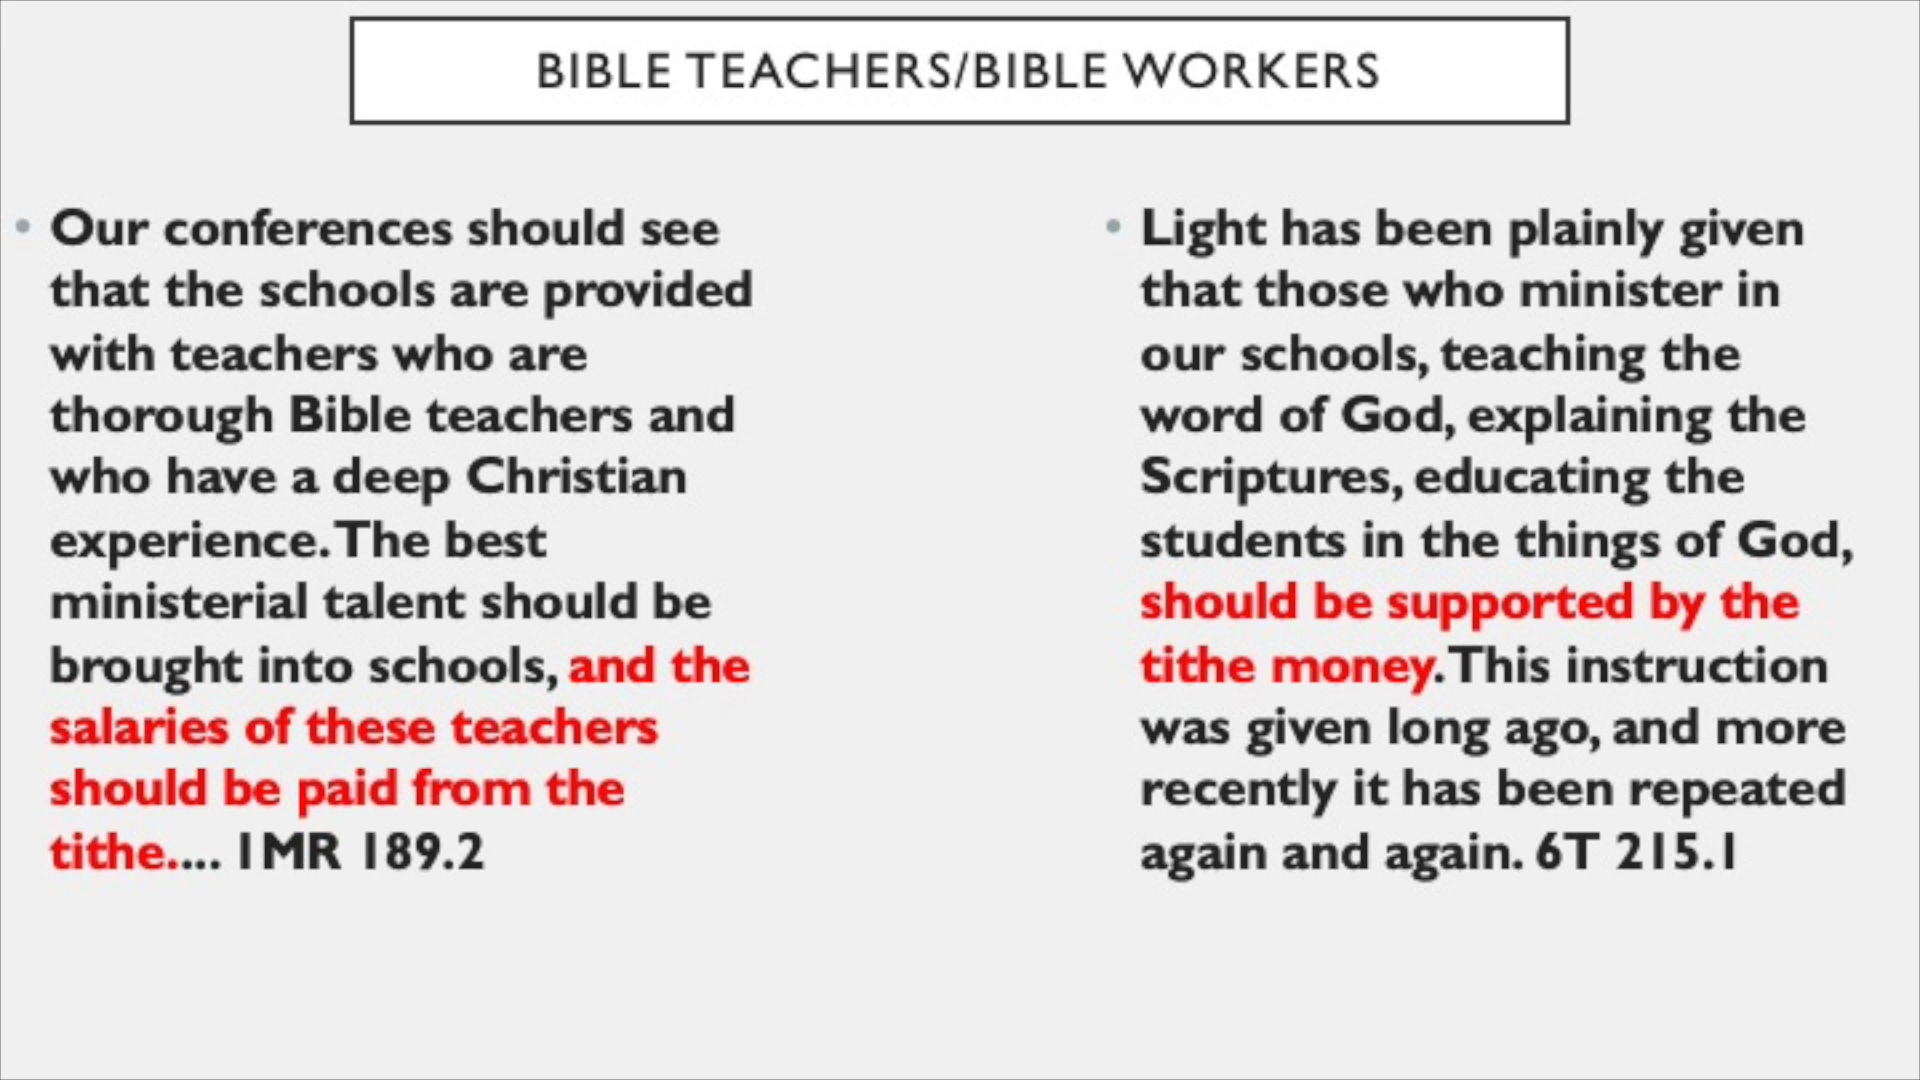 BIBLE TEACHERS/BIBLE WORKERS
• Our conferences should see
that the schools are provided
with teachers who are
thorough Bible teachers and
who have a deep Christian
experience. The best
ministerial talent should be
brought into schools, and the
salaries of these teachers
should be paid from the
tithe.... 1MR 189.2
• Light has been plainly given
that those who minister in
our schools, teaching the
word of God, explaining the
Scriptures, educating the
students in the things of God,
should be supported by the
tithe money. This instruction
was given long ago, and more
recently it has been repeated
again and again. 6T 215.1